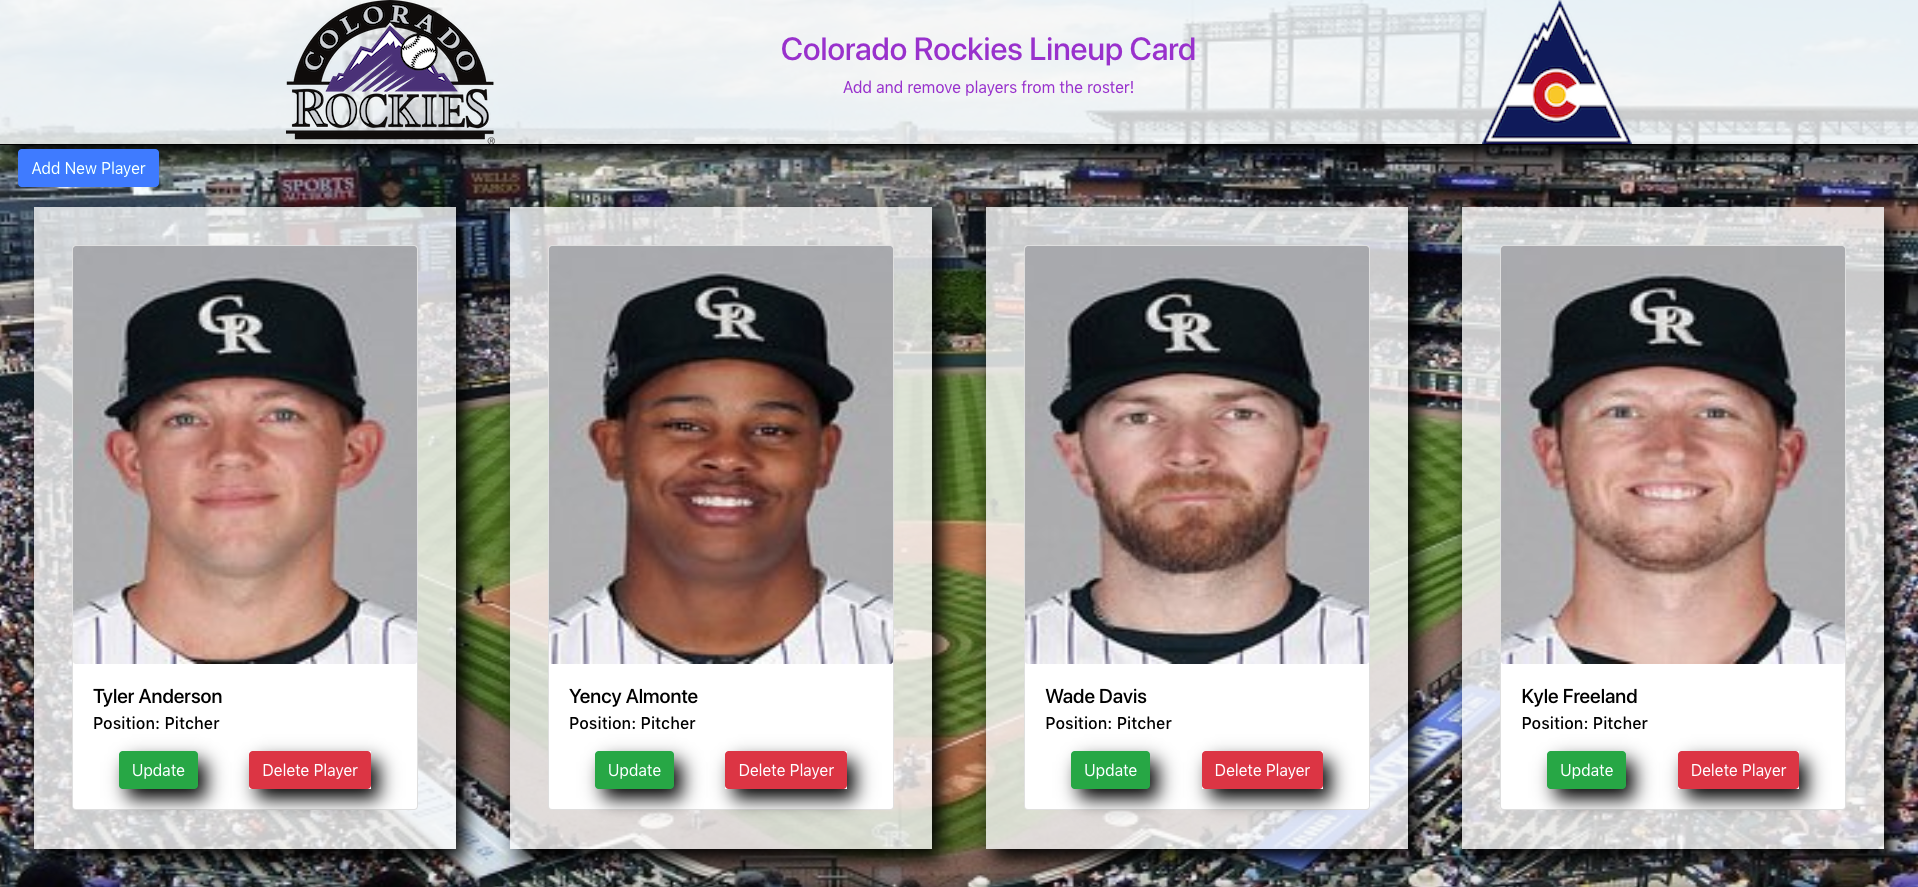 COLORADO
ROCKIES
®
Colorado Rockies Lineup Card
Add and remove players from the roster!
C
Add New Player
SPORTS
AUTHORITY
WELLS
FARGO
CR
CR
CR
CR
Tyler Anderson
Position: Pitcher
Update
Delete Player
Yency Almonte
Position: Pitcher
Update
Delete Player
Wade Davis
Position: Pitcher
Update
Delete Player
Kyle Freeland
Position: Pitcher
Update
Delete Player